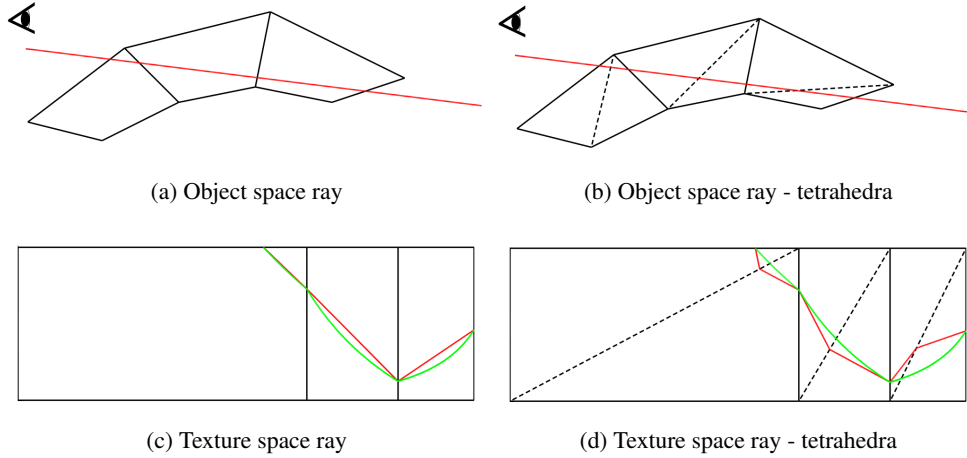 (a) Object space ray
(b) Object space ray - tetrahedra
(c) Texture space ray
(d) Texture space ray - tetrahedra